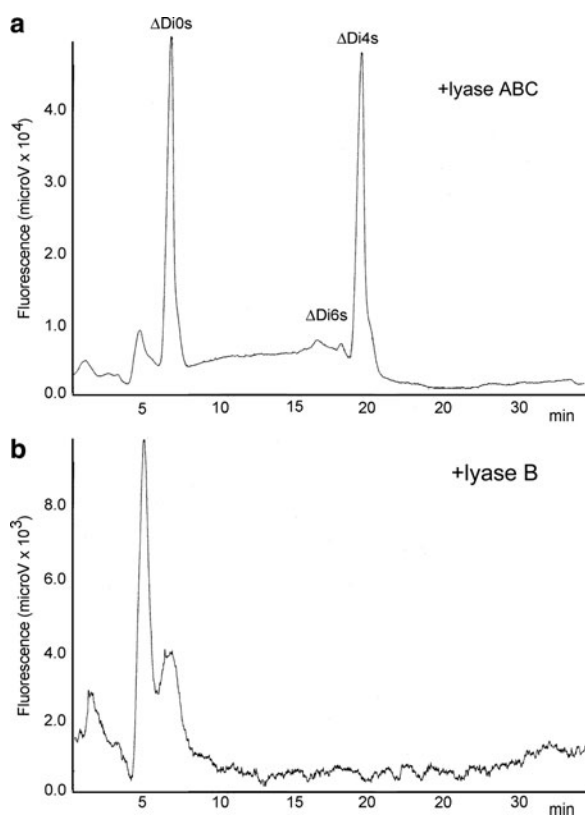 a
ΔDi0s
ΔDi4s
+lyase ABC
Fluorescence (microV x 10⁴)
4.0
3.0
2.0
1.0
0.0
ΔDi6s
5 10 15 20 20 30 min
b
+lyase B
Fluorescence (microV x 10³)
8.0
6.0
4.0
2.0
0.0
5 10 15 20 20 30 min